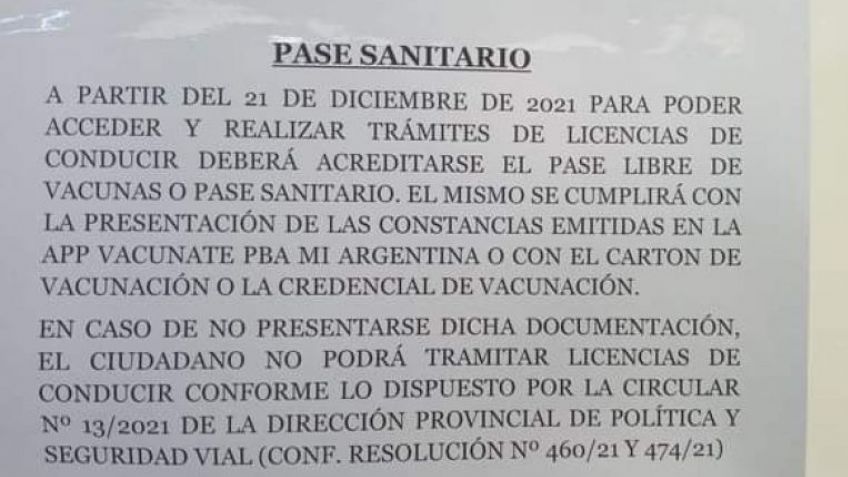 PASE SANITARIO
A PARTIR DEL 21 DE DICIEMBRE DE 2021 PARA PODER
ACCEDER Y REALIZAR TRÁMITES DE LICENCIAS DE
CONDUCIR DEBERÁ ACREDITARSE EL PASE LIBRE DE
VACUNAS O PASE SANITARIO. EL MISMO SE CUMPLIRÁ CON
LA PRESENTACIÓN DE LAS CONSTANCIAS EMITIDAS EN LA
APP VACUNATE PBA MI ARGENTINA O CON EL CARTON DE
VACUNACIÓN O LA CREDENCIAL DE VACUNACIÓN.
EN CASO DE NO PRESENTARSE DICHA DOCUMENTACIÓN,
EL CIUDADANO NO PODRÁ TRAMITAR LICENCIAS DE
CONDUCIR CONFORME LO DISPUESTO POR LA CIRCULAR
Nº 13/2021 DE LA DIRECCIÓN PROVINCIAL DE POLÍTICA Y
SEGURIDAD VIAL (CONF. RESOLUCIÓN Nº 460/21 Y 474/21)